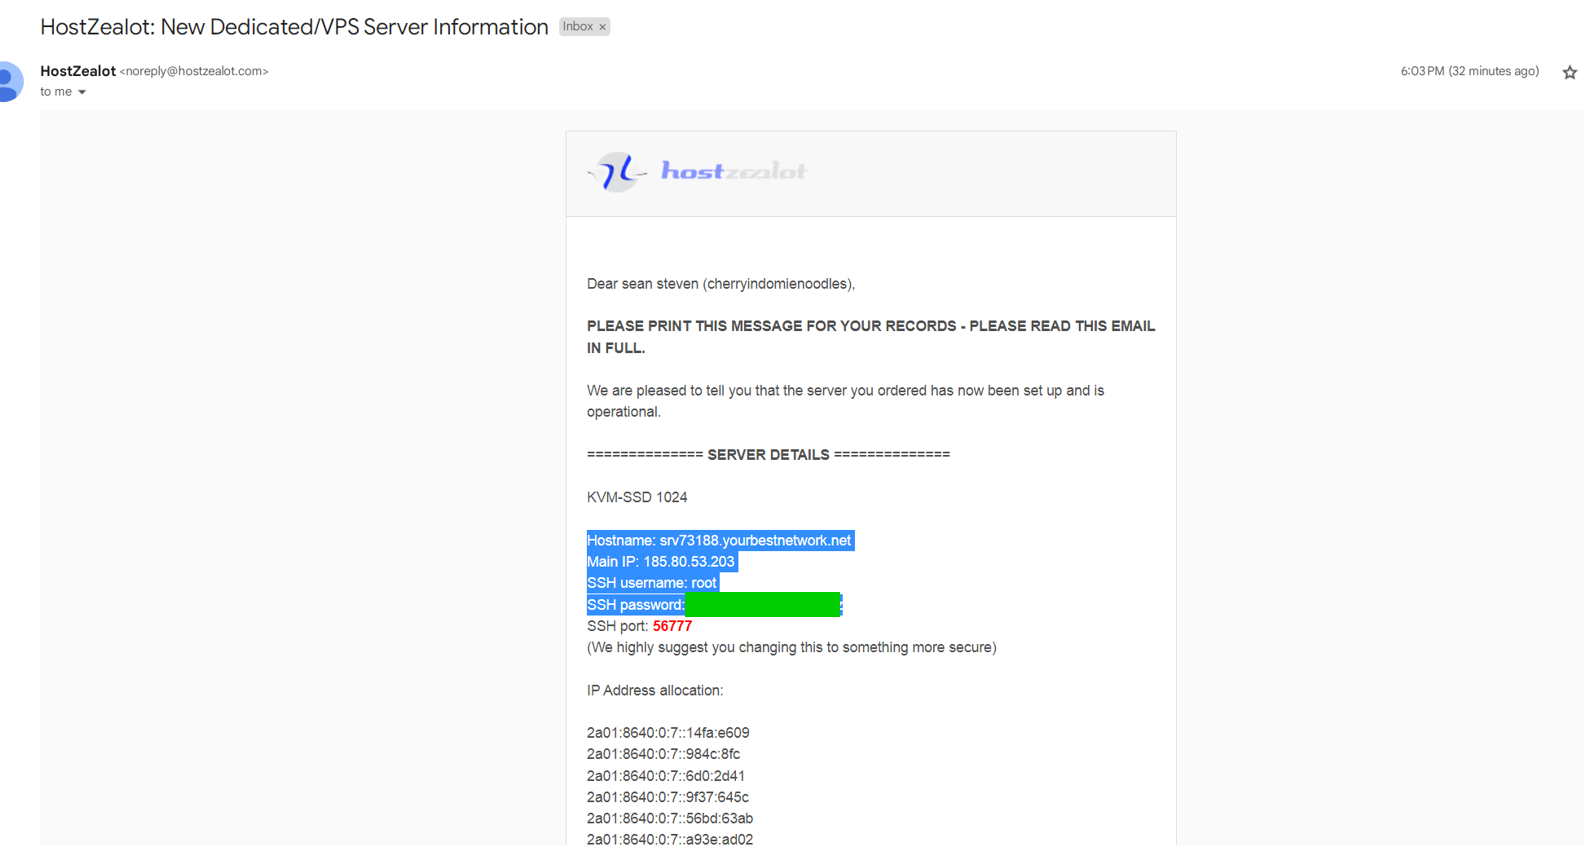 HostZealot: New Dedicated/VPS Server Information Inbox ×
HostZealot <noreply@hostzealot.com> 6:03 PM (32 minutes ago)
to me
hostzealot
Dear sean steven (cherryindomienoodles),
PLEASE PRINT THIS MESSAGE FOR YOUR RECORDS - PLEASE READ THIS EMAIL
IN FULL.
We are pleased to tell you that the server you ordered has now been set up and is
operational.
============== SERVER DETAILS ==============
KVM-SSD 1024
Hostname: srv73188.yourbestnetwork.net
Main IP: 185.80.53.203
SSH username: root
SSH password:
SSH port: 56777
(We highly suggest you changing this to something more secure)
IP Address allocation:
2a01:8640:0:7::14fa:e609
2a01:8640:0:7::984c:8fc
2a01:8640:0:7::6d0:2d41
2a01:8640:0:7::9f37:645c
2a01:8640:0:7::56bd:63ab
2a01:8640:0:7::a93e:ad02